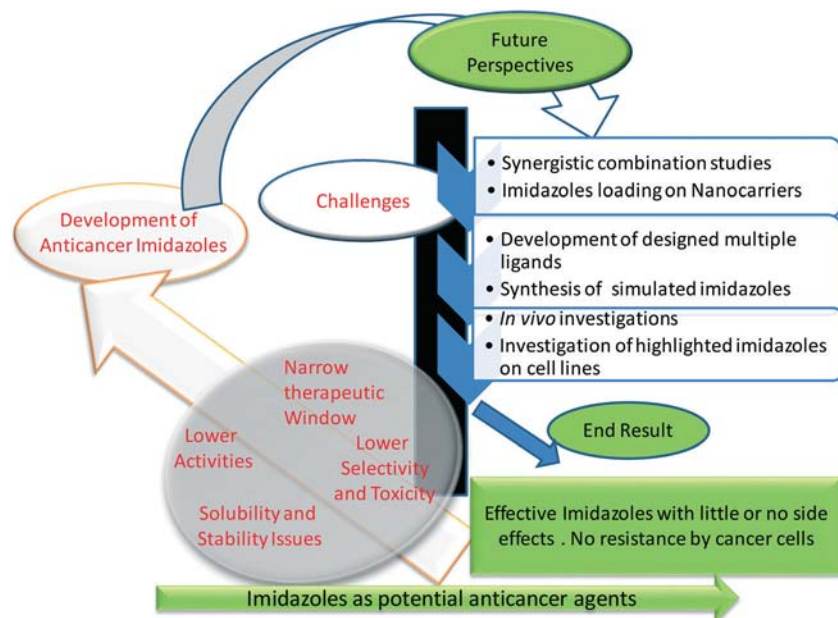 Future
Perspectives
• Synergistic combination studies
• Imidazoles loading on Nanocarriers
Challenges
Development of
Anticancer Imidazoles
• Development of designed multiple
ligands
• Synthesis of simulated imidazoles
• In vivo investigations
• Investigation of highlighted imidazoles
on cell lines
Narrow
therapeutic
Window
Lower
Activities
Lower
Selectivity
and Toxicity
Solubility and
Stability Issues
End Result
Effective Imidazoles with little or no side
effects . No resistance by cancer cells
Imidazoles as potential anticancer agents